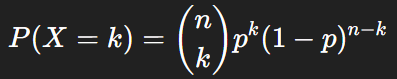 P(X = k) = \binom{n}{k} p^k (1 − p)^{n−k}